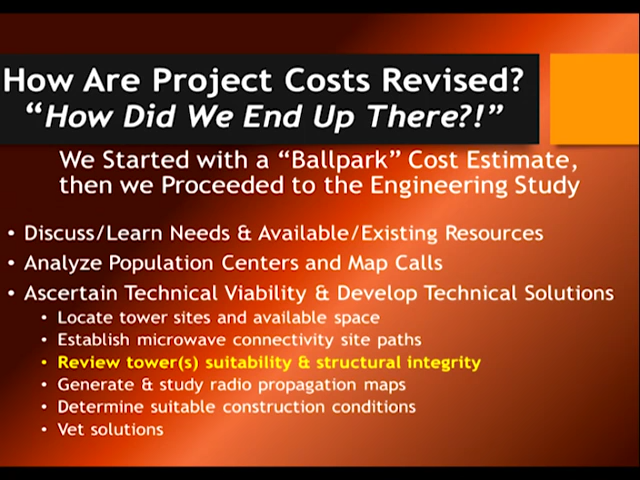 How Are Project Costs Revised?
“How Did We End Up There?!”
We Started with a “Ballpark” Cost Estimate,
then we Proceeded to the Engineering Study
• Discuss/Learn Needs & Available/Existing Resources
• Analyze Population Centers and Map Calls
• Ascertain Technical Viability & Develop Technical Solutions
• Locate tower sites and available space
• Establish microwave connectivity site paths
• Review tower(s) suitability & structural integrity
• Generate & study radio propagation maps
• Determine suitable construction conditions
• Vet solutions